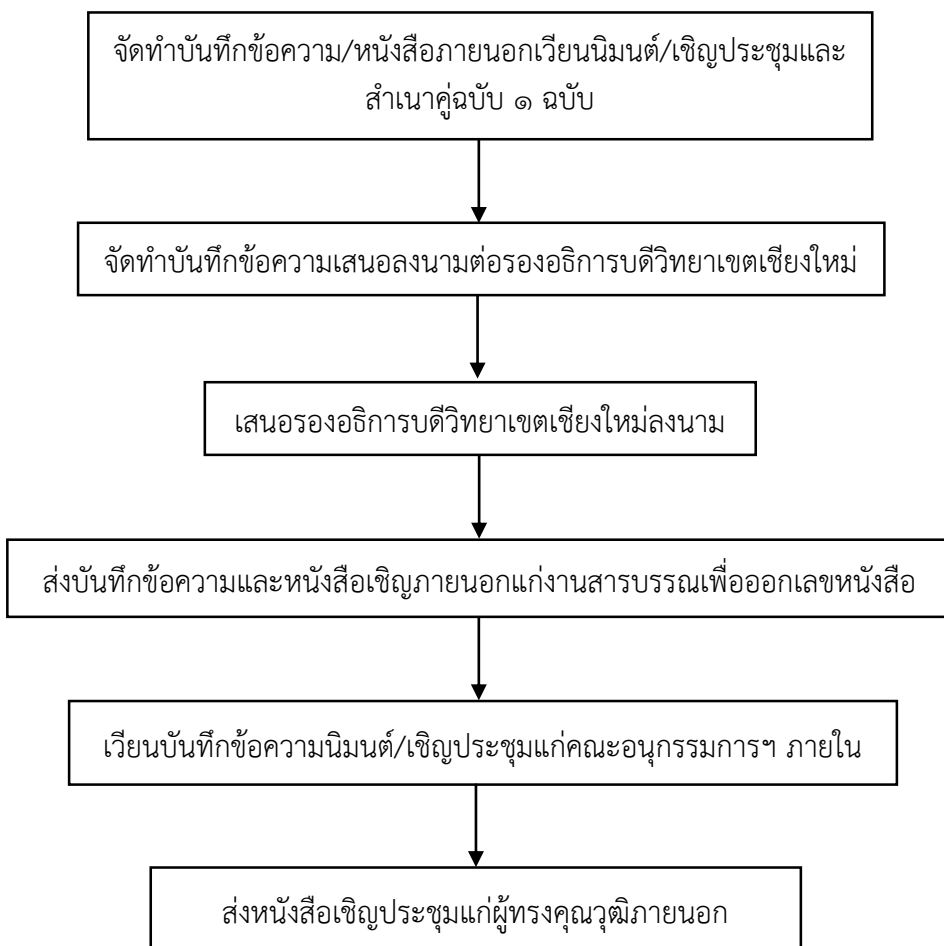 จัดทำบันทึกข้อความ/หนังสือภายนอกเวียนนิมนต์/เชิญประชุมและ
สำเนาคู่ฉบับ ๑ ฉบับ
จัดทำบันทึกข้อความเสนอลงนามต่อรองอธิการบดีวิทยาเขตเชียงใหม่
เสนอรองอธิการบดีวิทยาเขตเชียงใหม่ลงนาม
ส่งบันทึกข้อความและหนังสือเชิญภายนอกแก่งานสารบรรณเพื่อออกเลขหนังสือ
เวียนบันทึกข้อความนิมนต์/เชิญประชุมแก่คณะอนุกรรมการฯ ภายใน
ส่งหนังสือเชิญประชุมแก่ผู้ทรงคุณวุฒิภายนอก